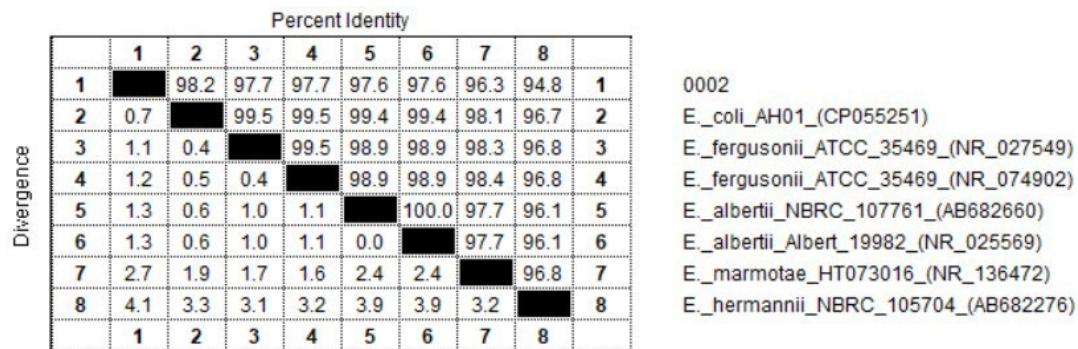 Percent Identity
1 2 3 4 5 6 7 8
1 98.2 97.7 97.7 97.6 97.6 96.3 94.8 1 0002
2 0.7 99.5 99.5 99.4 99.4 98.1 96.7 2 E._coli_AH01_(CP055251)
3 1.1 0.4 99.5 98.9 98.9 98.3 96.8 3 E._fergusonii_ATCC_35469_(NR_027549)
4 1.2 0.5 0.4 98.9 98.9 98.4 96.8 4 E._fergusonii_ATCC_35469_(NR_074902)
5 1.3 0.6 1.0 1.1 100.0 97.7 96.1 5 E._albertii_NBRC_107761_(AB682660)
6 1.3 0.6 1.0 1.1 0.0 97.7 96.1 6 E._albertii_Albert_19982_(NR_025569)
7 2.7 1.9 1.7 1.6 2.4 2.4 96.8 7 E._marmotae_HT073016_(NR_136472)
8 4.1 3.3 3.1 3.2 3.9 3.9 3.2 8 E._hermannii_NBRC_105704_(AB682276)
1 2 3 4 5 6 7 8
Divergence